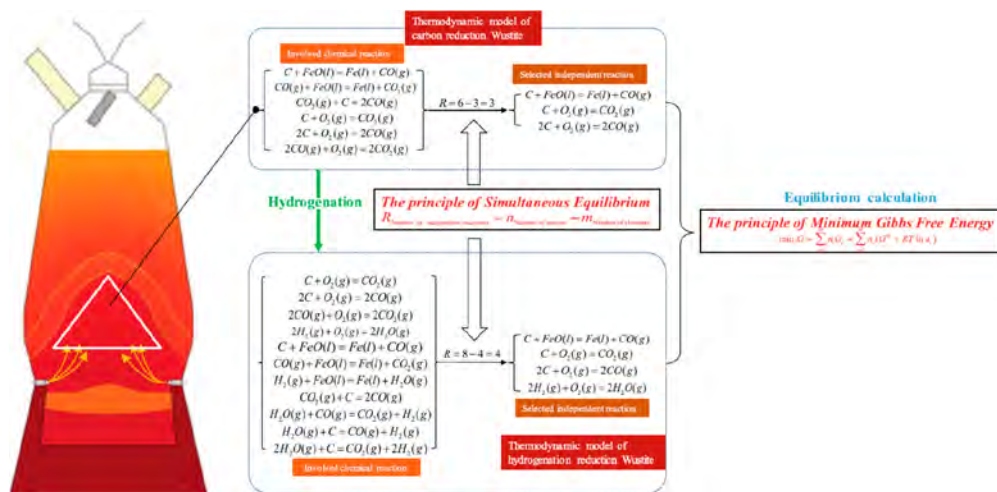 Thermodynamic model of
carbon reduction Wustite
Involved chemical reaction
C + FeO(l) = Fe(l) + CO(g)
CO(g) + FeO(l) = Fe(l) + CO₂(g)
CO₂(g) + C = 2CO(g)
C + O₂(g) = CO₂(g)
2C + O₂(g) = 2CO(g)
2CO(g) + O₂(g) = 2CO₂(g)
R = 6 − 3 = 3
Selected independent reaction
C + FeO(l) = Fe(l) + CO(g)
C + O₂(g) = CO₂(g)
2C + O₂(g) = 2CO(g)
Hydrogenation
The principle of Simultaneous Equilibrium
Equilibrium calculation
The principle of Minimum Gibbs Free Energy
C + O₂(g) = CO₂(g)
2C + O₂(g) = 2CO(g)
2CO(g) + O₂(g) = 2CO₂(g)
2H₂(g) + O₂(g) = 2H₂O(g)
C + FeO(l) = Fe(l) + CO(g)
CO(g) + FeO(l) = Fe(l) + CO₂(g)
H₂(g) + FeO(l) = Fe(l) + H₂O(g)
CO₂(g) + C = 2CO(g)
H₂O(g) + CO(g) = CO₂(g) + H₂(g)
H₂O(g) + C = CO(g) + H₂(g)
2H₂O(g) + C = CO₂(g) + 2H₂(g)
Involved chemical reaction
R = 8 − 4 = 4
C + FeO(l) = Fe(l) + CO(g)
C + O₂(g) = CO₂(g)
2C + O₂(g) = 2CO(g)
2H₂(g) + O₂(g) = 2H₂O(g)
Selected independent reaction
Thermodynamic model of
hydrogenation reduction Wustite